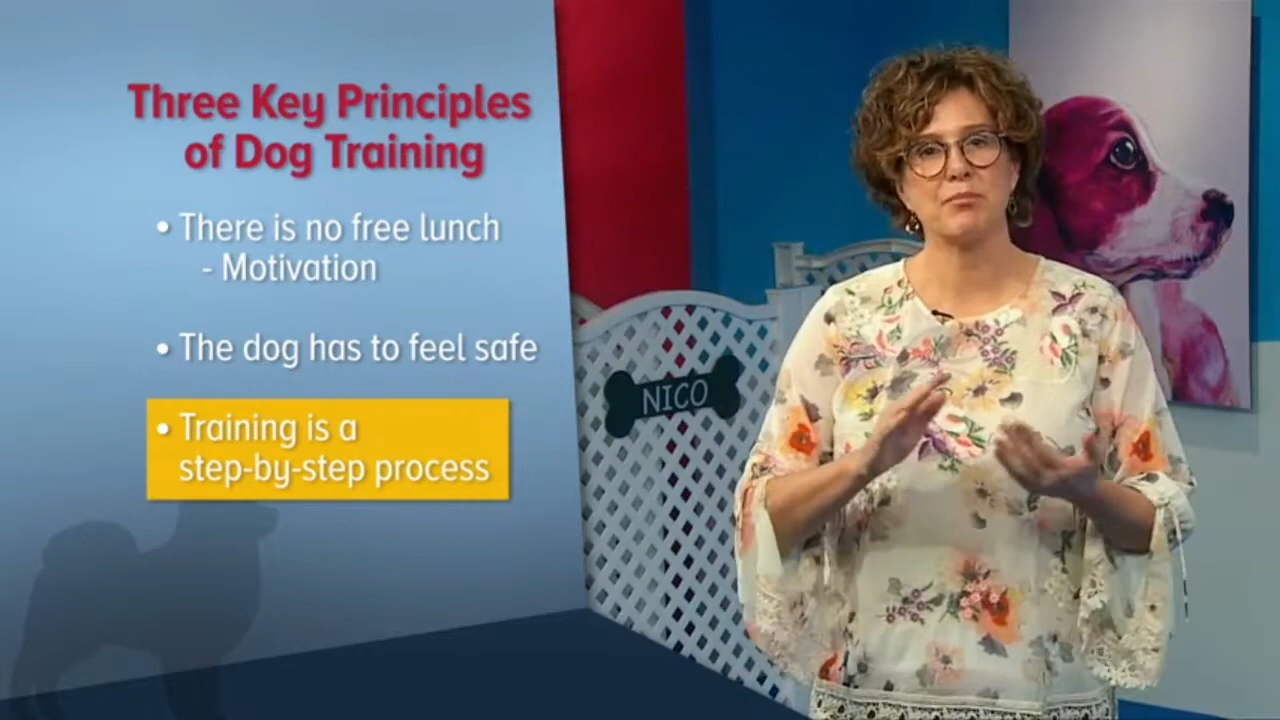 Three Key Principles
of Dog Training
• There is no free lunch
- Motivation
• The dog has to feel safe
• Training is a
step-by-step process
NICO